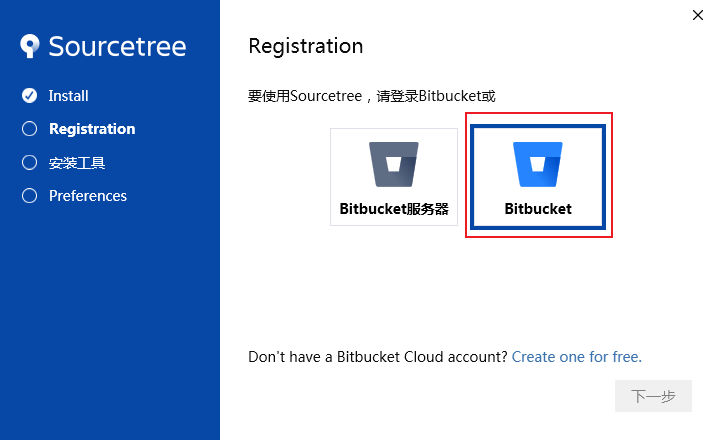 Sourcetree
Install
Registration
安装工具
Preferences
Registration
要使用Sourcetree，请登录Bitbucket或
Bitbucket服务器
Bitbucket
Don't have a Bitbucket Cloud account? Create one for free.
下一步